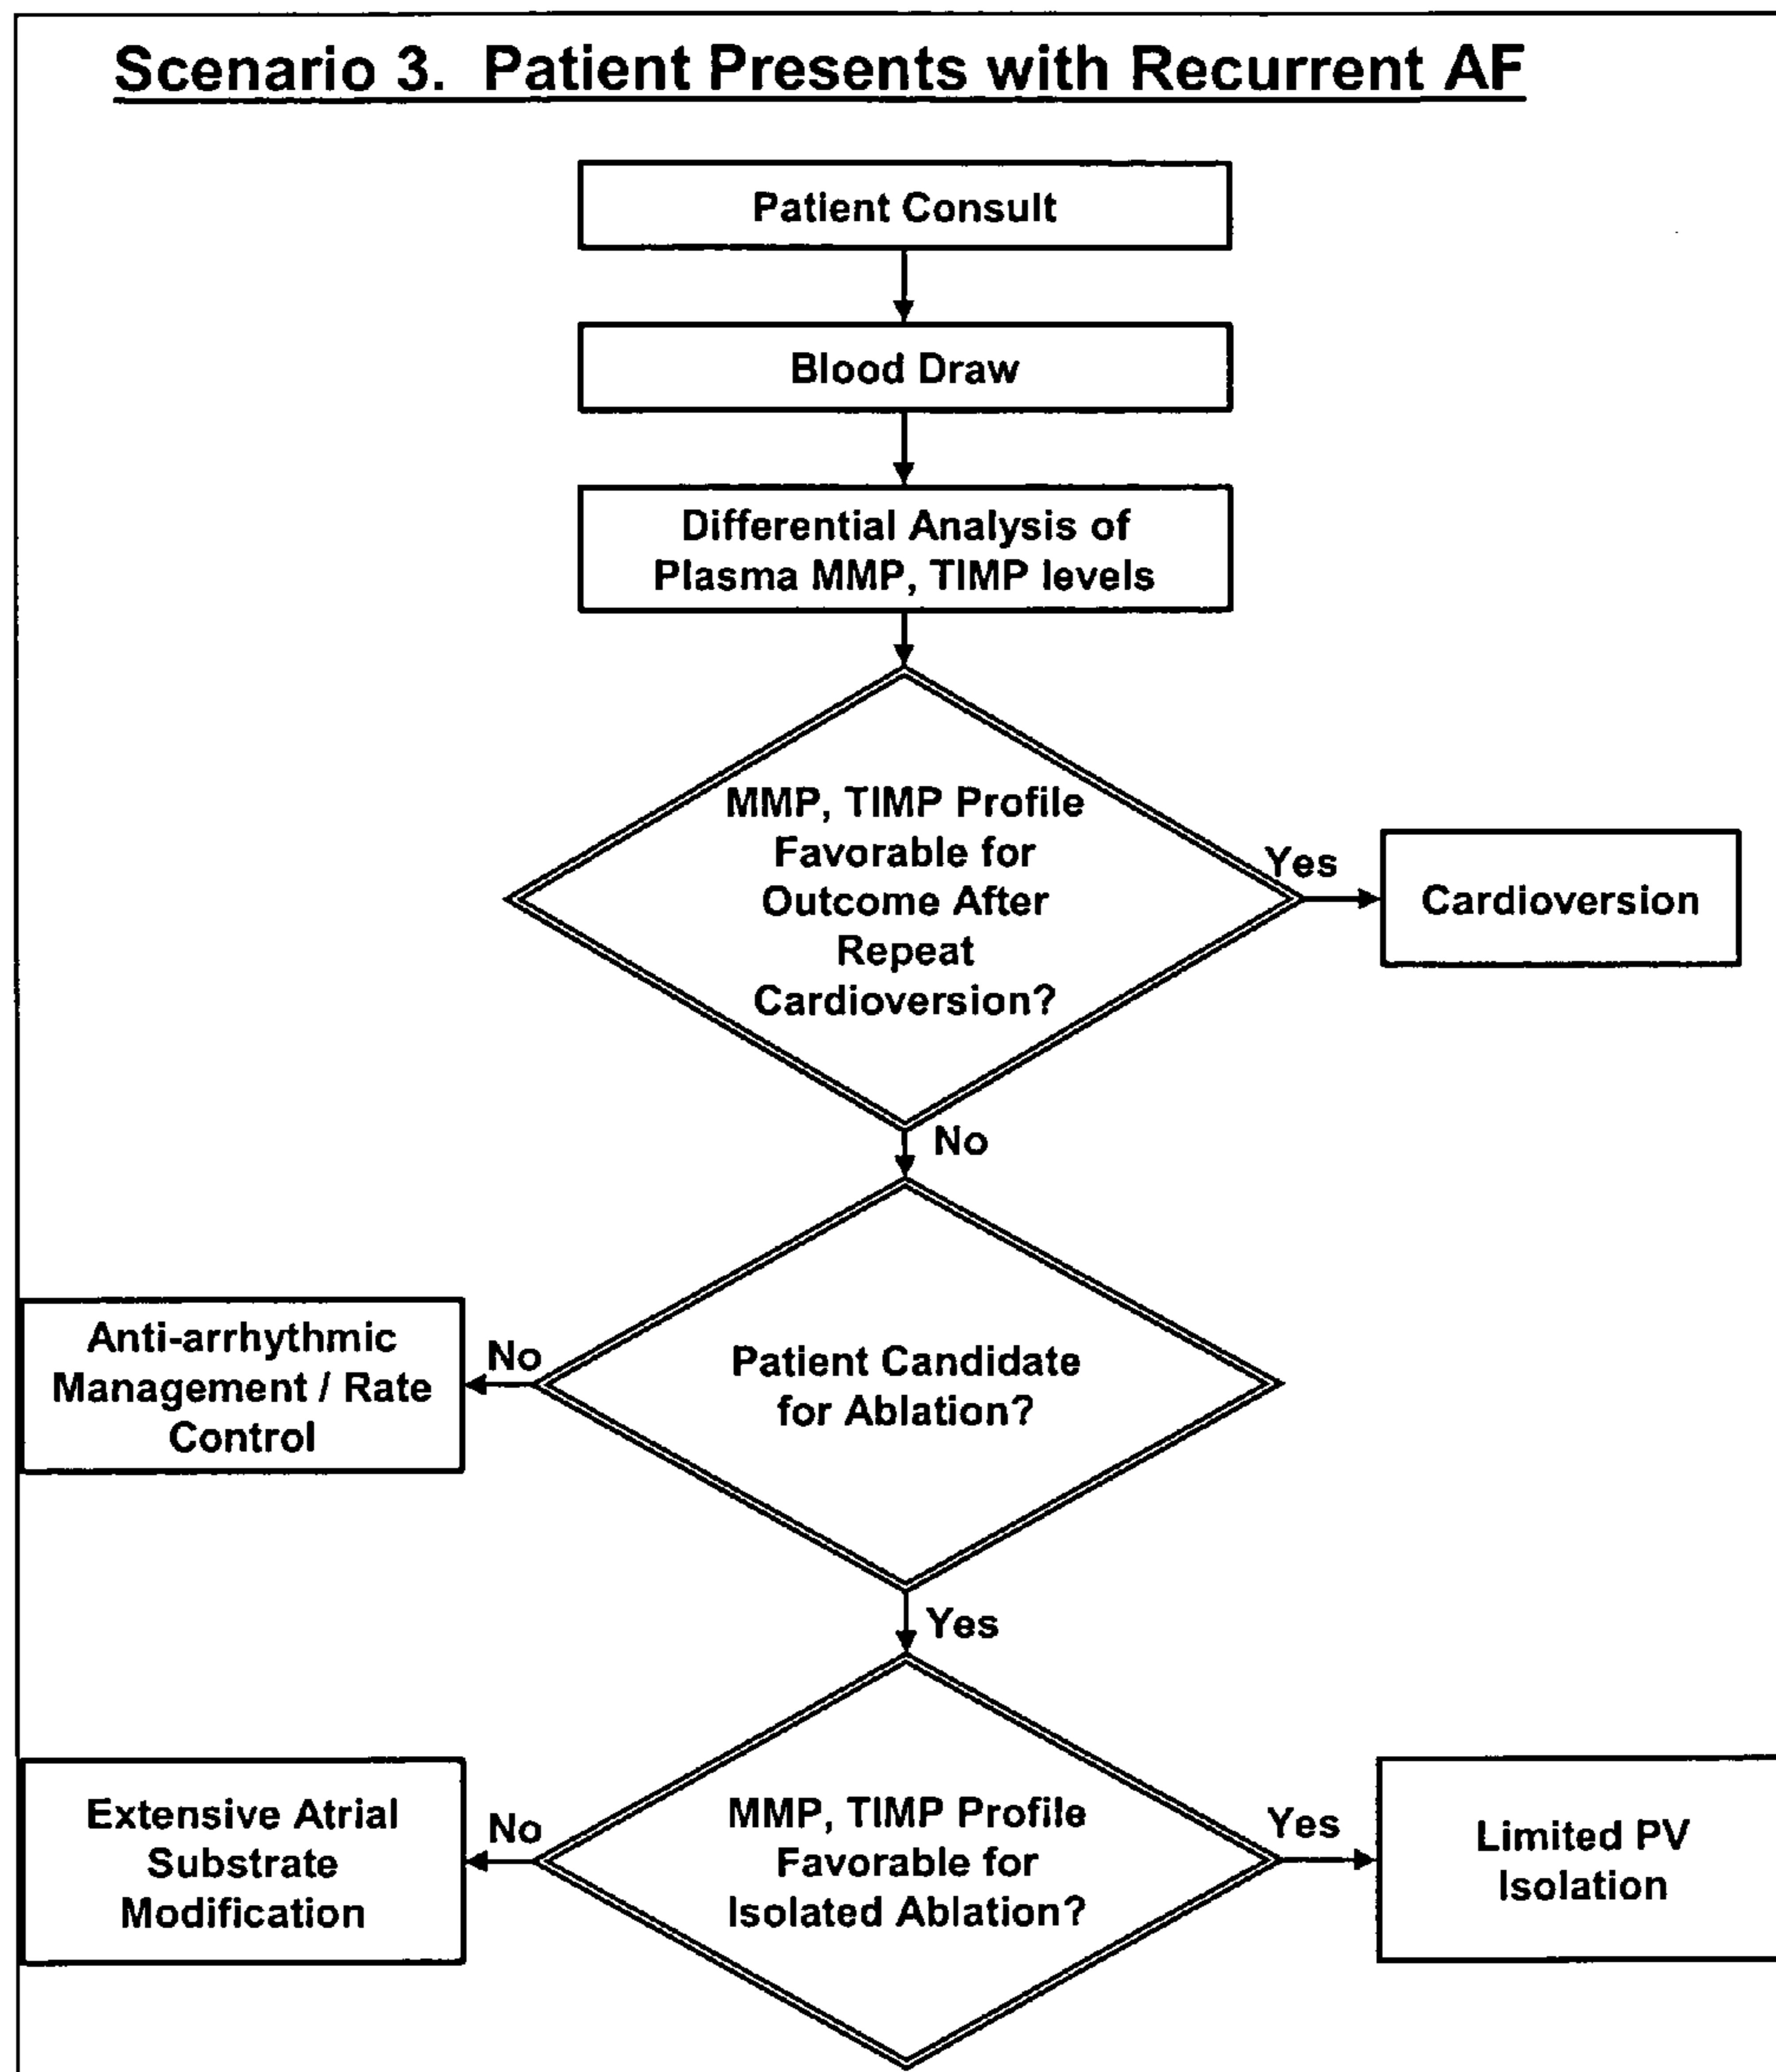 Scenario 3. Patient Presents with Recurrent AF
Patient Consult
Blood Draw
Differential Analysis of
Plasma MMP, TIMP levels
MMP, TIMP Profile
Favorable for
Outcome After
Repeat
Cardioversion?
Yes
Cardioversion
No
Patient Candidate
for Ablation?
No
Anti-arrhythmic
Management / Rate
Control
Yes
MMP, TIMP Profile
Favorable for
Isolated Ablation?
No
Extensive Atrial
Substrate
Modification
Yes
Limited PV
Isolation